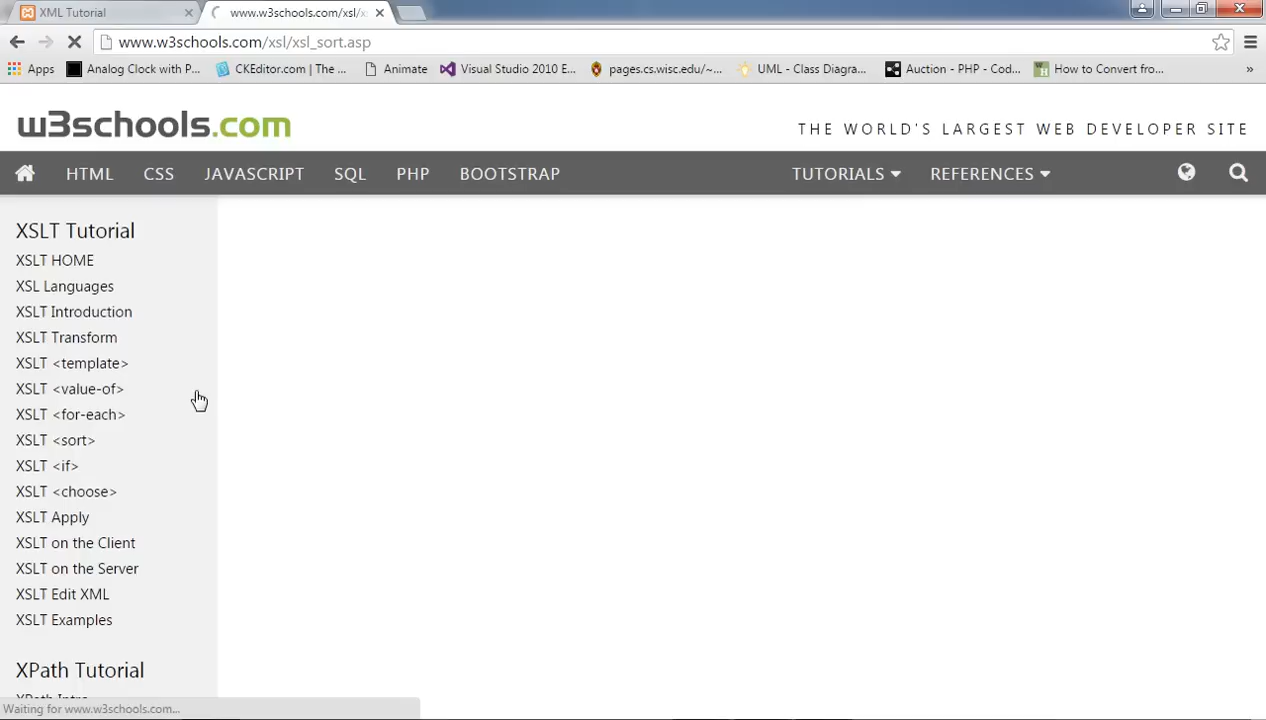 XML Tutorial
www.w3schools.com/xsl/x
www.w3schools.com/xsl/xsl_sort.asp
Apps
Analog Clock with P...
CKEditor.com | The ...
Animate
Visual Studio 2010 E...
pages.cs.wisc.edu/~...
UML - Class Diagra...
Auction - PHP - Cod...
How to Convert fro...
»
w3schools.com
THE WORLD'S LARGEST WEB DEVELOPER SITE
HTML
CSS
JAVASCRIPT
SQL
PHP
BOOTSTRAP
TUTORIALS
REFERENCES
XSLT Tutorial
XSLT HOME
XSL Languages
XSLT Introduction
XSLT Transform
XSLT <template>
XSLT <value-of>
XSLT <for-each>
XSLT <sort>
XSLT <if>
XSLT <choose>
XSLT Apply
XSLT on the Client
XSLT on the Server
XSLT Edit XML
XSLT Examples
XPath Tutorial
XPath Intro
Waiting for www.w3schools.com...